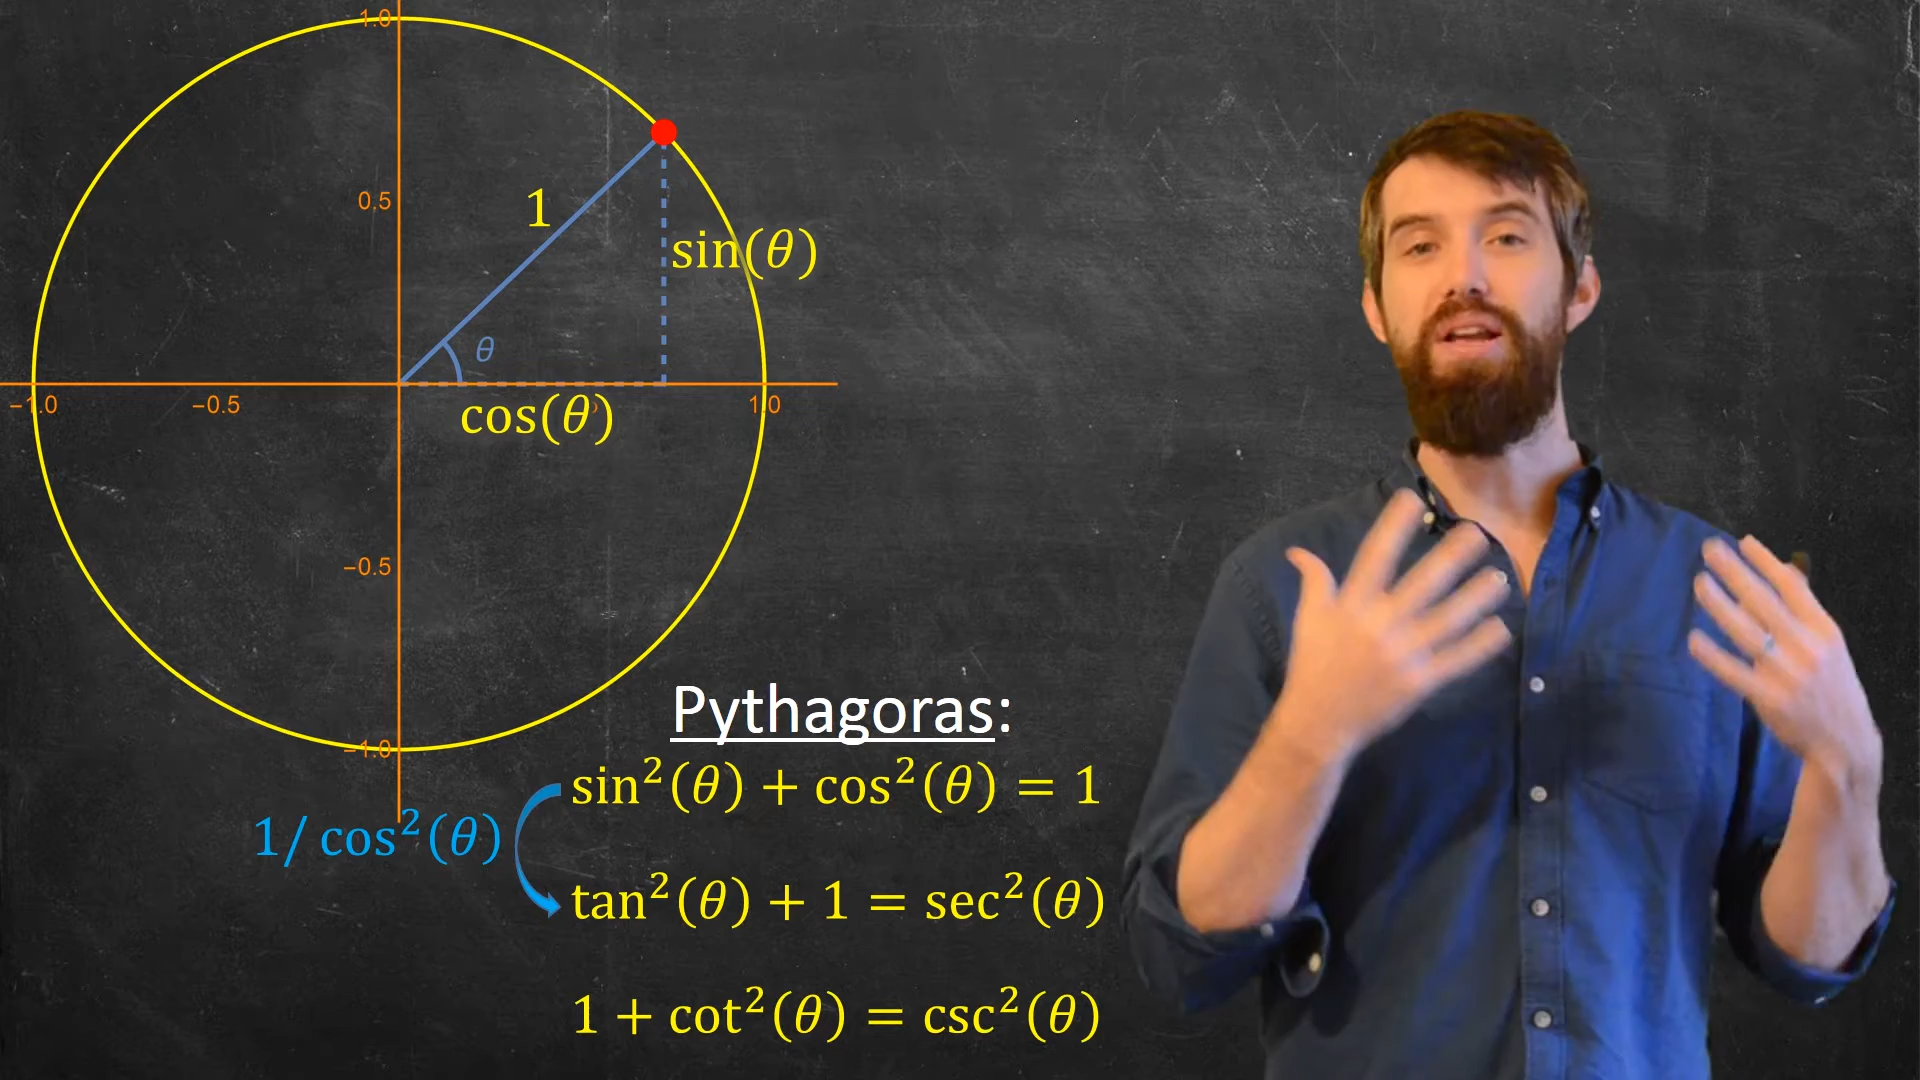 1.0
0.5
1
sin(θ)
θ
−1.0
−0.5
1.0
cos(θ)
−0.5
−1.0
Pythagoras:
sin²(θ) + cos²(θ) = 1
1/ cos²(θ)
tan²(θ) + 1 = sec²(θ)
1 + cot²(θ) = csc²(θ)